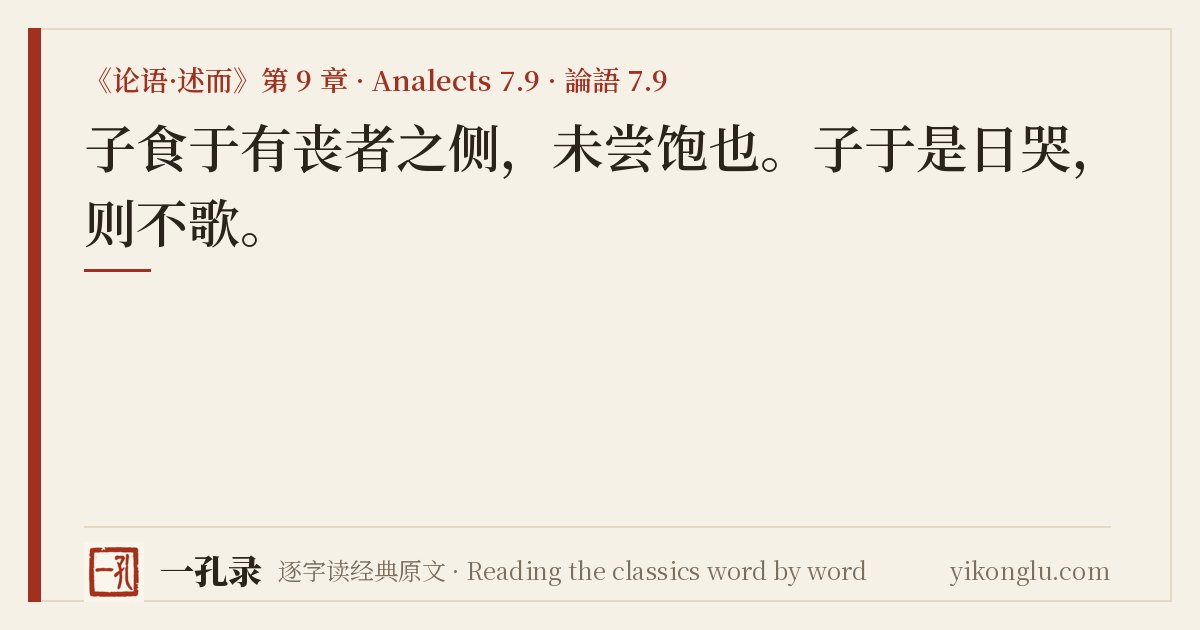 《论语·述而》第 9 章 · Analects 7.9 · 論語 7.9
子食于有丧者之侧，未尝饱也。子于是日哭，
则不歌。
一孔
一孔录 逐字读经典原文 · Reading the classics word by word yikonglu.com